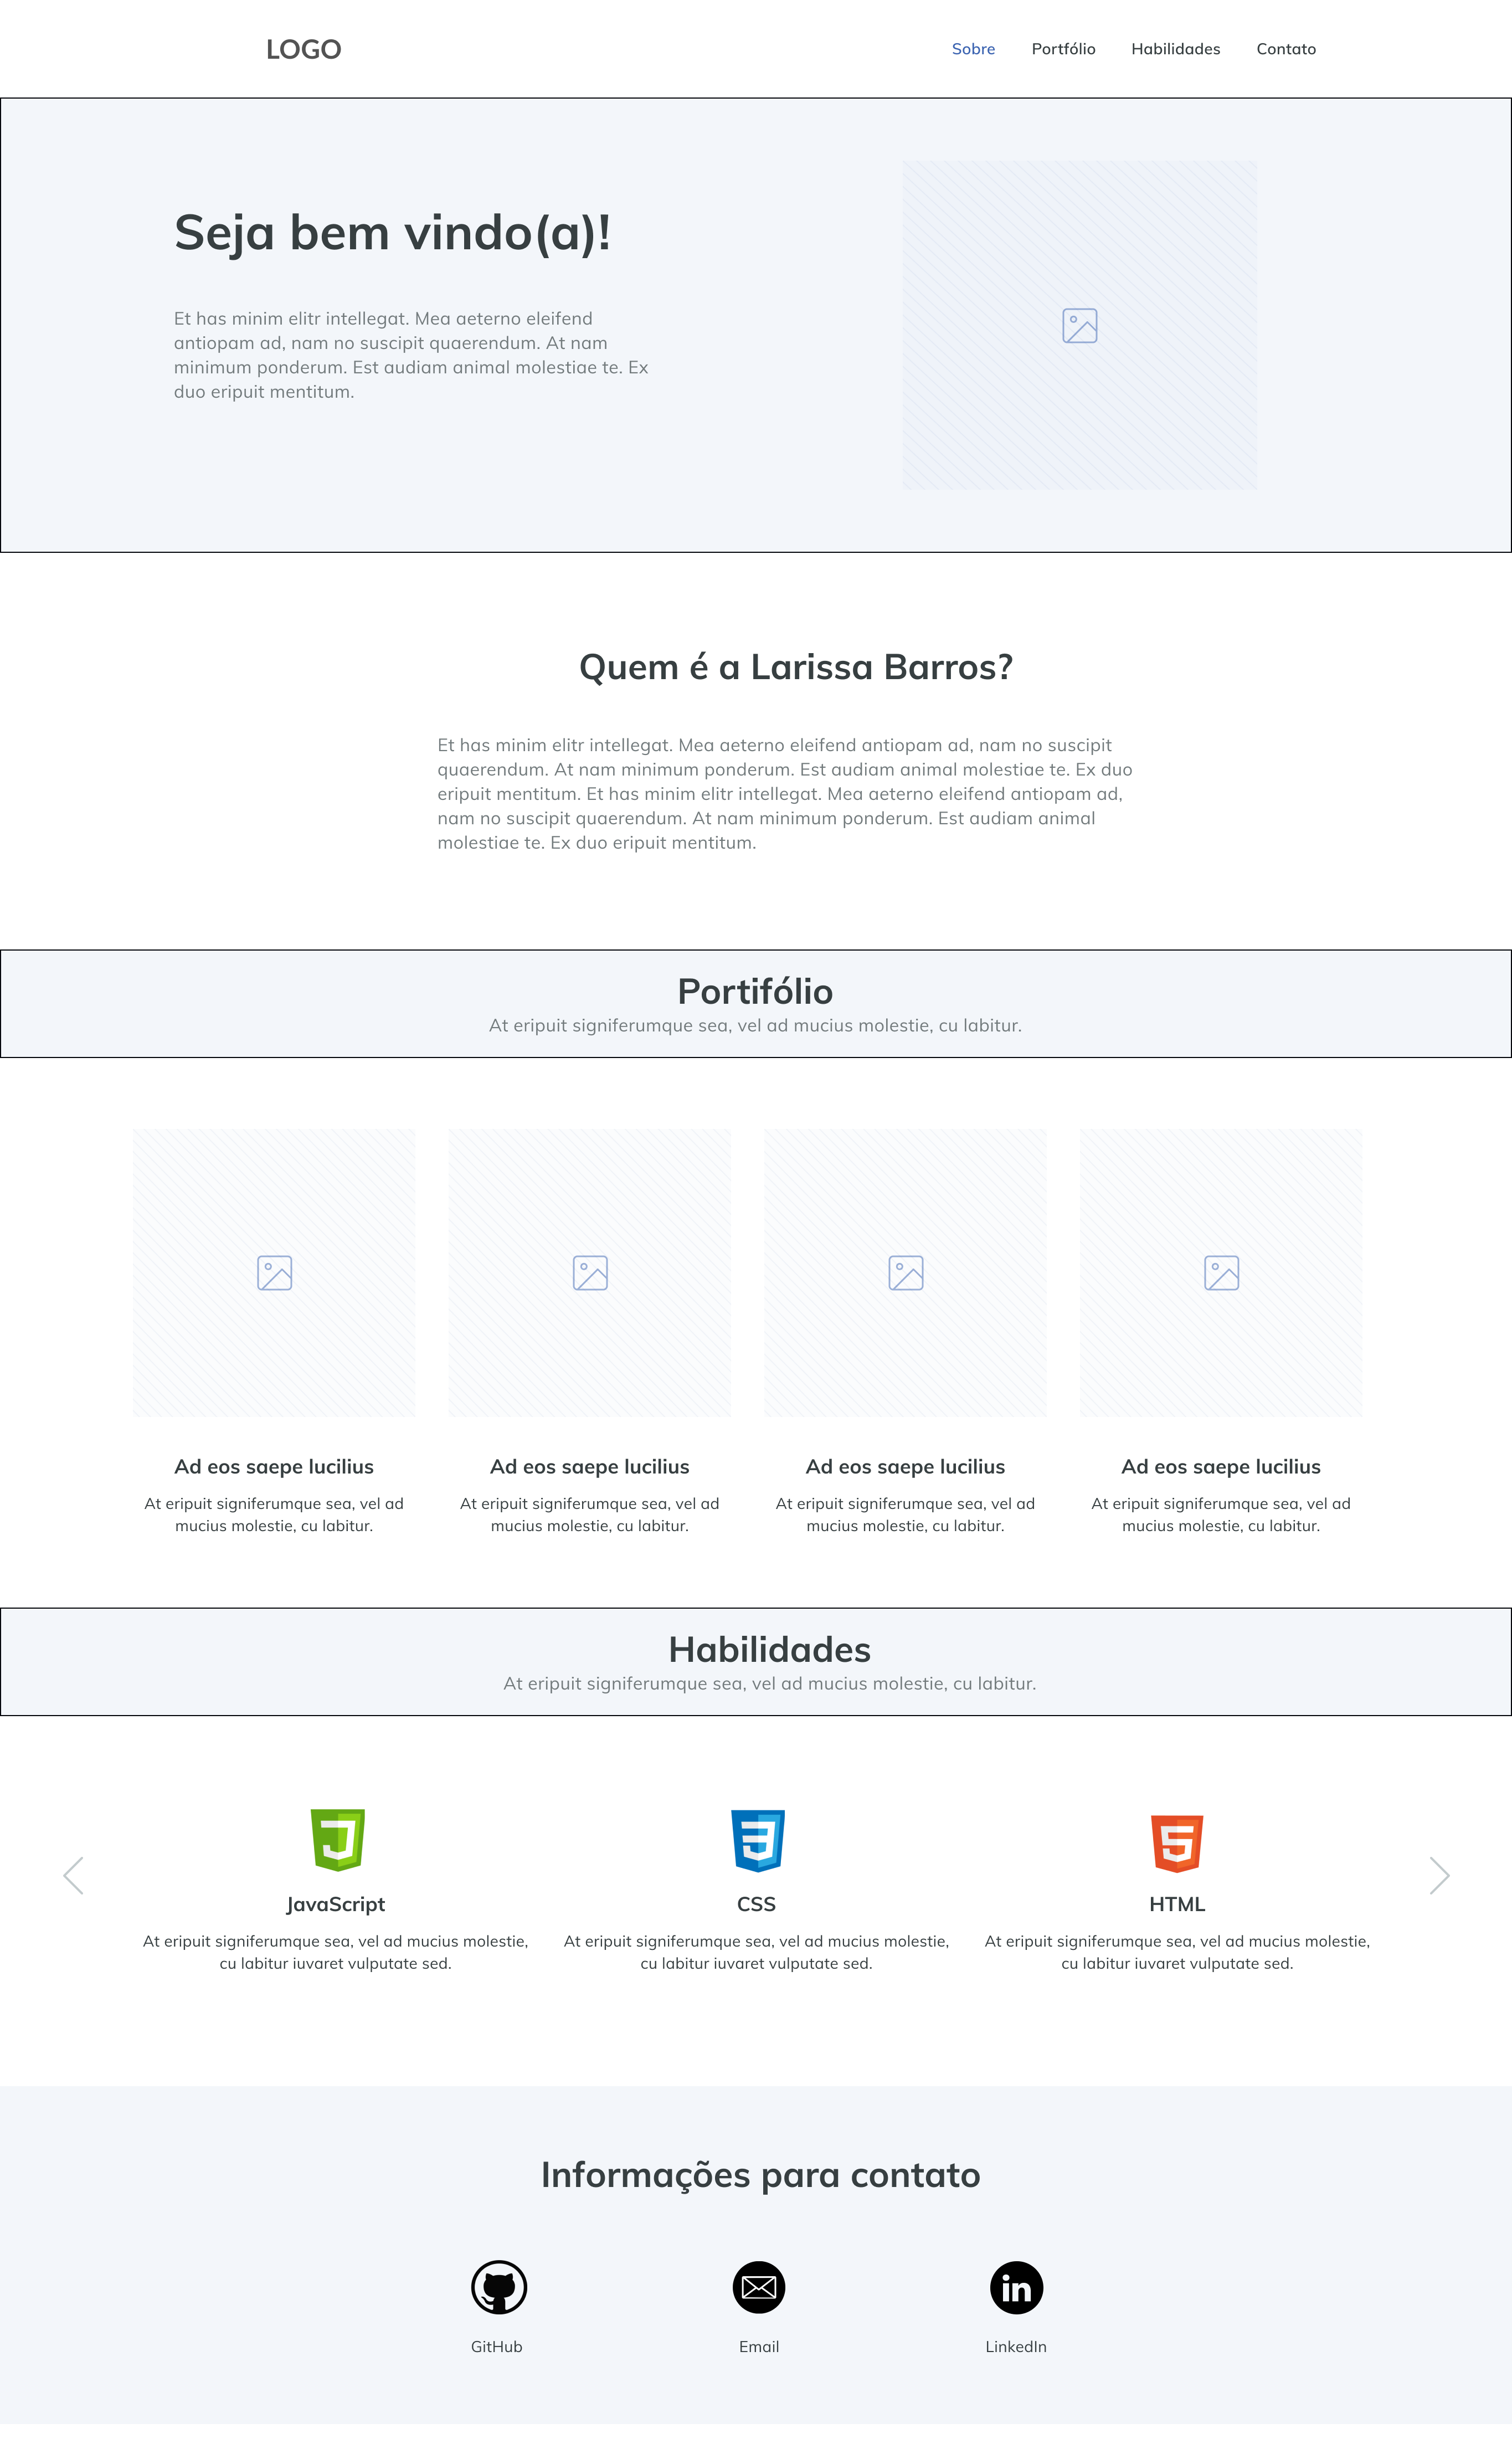 LOGO
Sobre Portfólio Habilidades Contato
Seja bem vindo(a)!
Et has minim elitr intellegat. Mea aeterno eleifend
antiopam ad, nam no suscipit quaerendum. At nam
minimum ponderum. Est audiam animal molestiae te. Ex
duo eripuit mentitum.
Quem é a Larissa Barros?
Et has minim elitr intellegat. Mea aeterno eleifend antiopam ad, nam no suscipit
quaerendum. At nam minimum ponderum. Est audiam animal molestiae te. Ex duo
eripuit mentitum. Et has minim elitr intellegat. Mea aeterno eleifend antiopam ad,
nam no suscipit quaerendum. At nam minimum ponderum. Est audiam animal
molestiae te. Ex duo eripuit mentitum.
Portifólio
At eripuit signiferumque sea, vel ad mucius molestie, cu labitur.
Ad eos saepe lucilius
At eripuit signiferumque sea, vel ad
mucius molestie, cu labitur.
Ad eos saepe lucilius
At eripuit signiferumque sea, vel ad
mucius molestie, cu labitur.
Ad eos saepe lucilius
At eripuit signiferumque sea, vel ad
mucius molestie, cu labitur.
Ad eos saepe lucilius
At eripuit signiferumque sea, vel ad
mucius molestie, cu labitur.
Habilidades
At eripuit signiferumque sea, vel ad mucius molestie, cu labitur.
JavaScript
At eripuit signiferumque sea, vel ad mucius molestie,
cu labitur iuvaret vulputate sed.
CSS
At eripuit signiferumque sea, vel ad mucius molestie,
cu labitur iuvaret vulputate sed.
HTML
At eripuit signiferumque sea, vel ad mucius molestie,
cu labitur iuvaret vulputate sed.
Informações para contato
in
GitHub
Email
LinkedIn